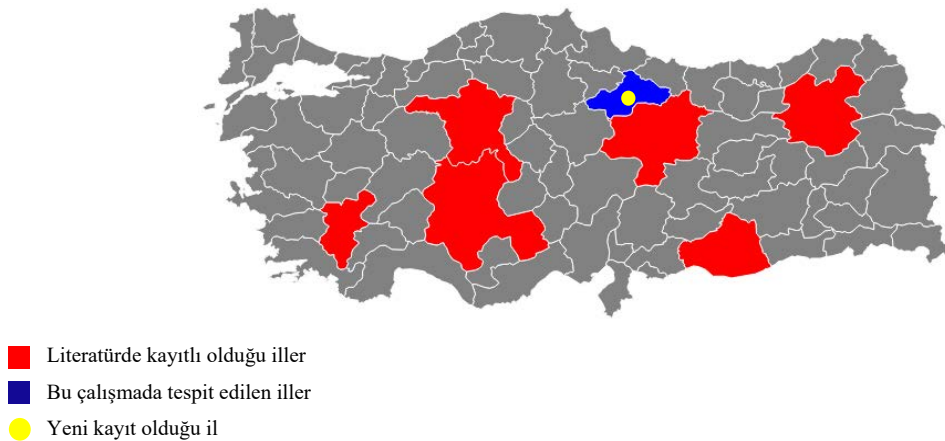 Literatürde kayıtlı olduğu iller
Bu çalışmada tespit edilen iller
Yeni kayıt olduğu il